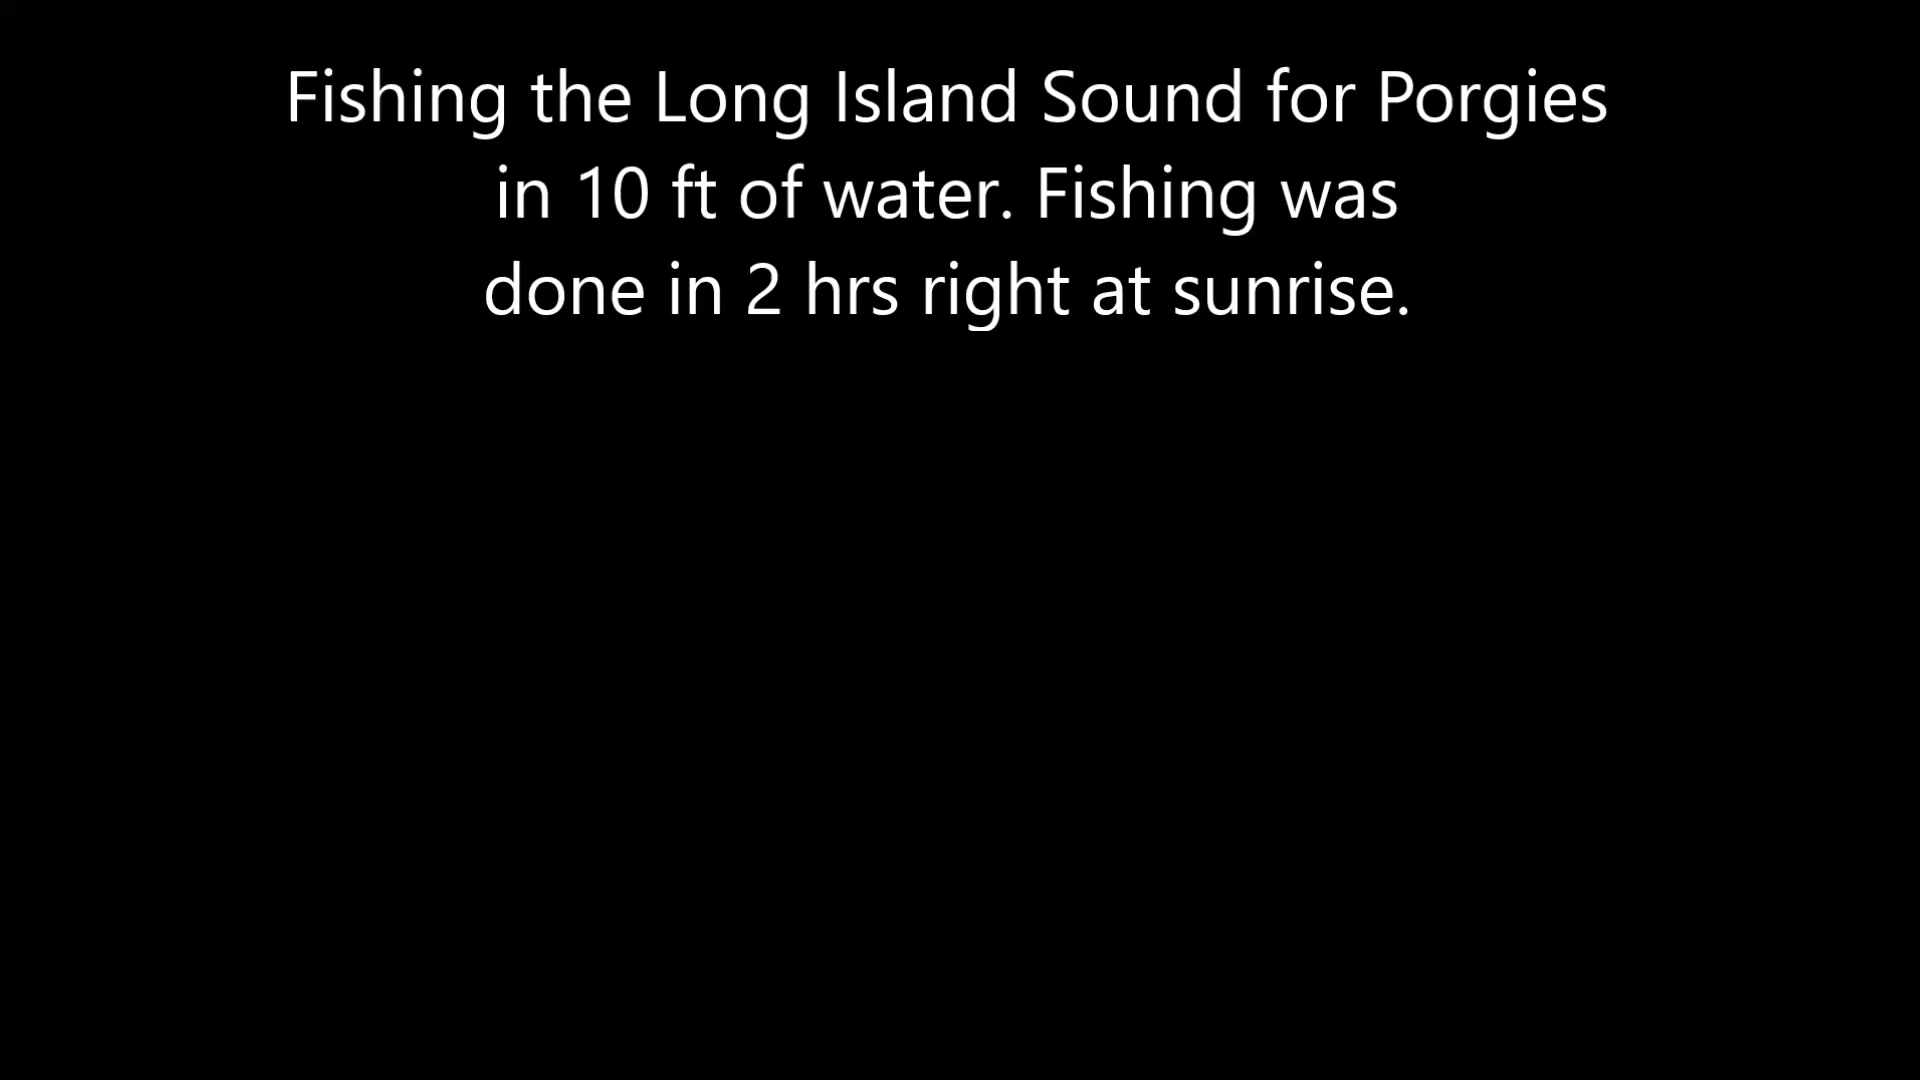 Fishing the Long Island Sound for Porgies
in 10 ft of water. Fishing was
done in 2 hrs right at sunrise.